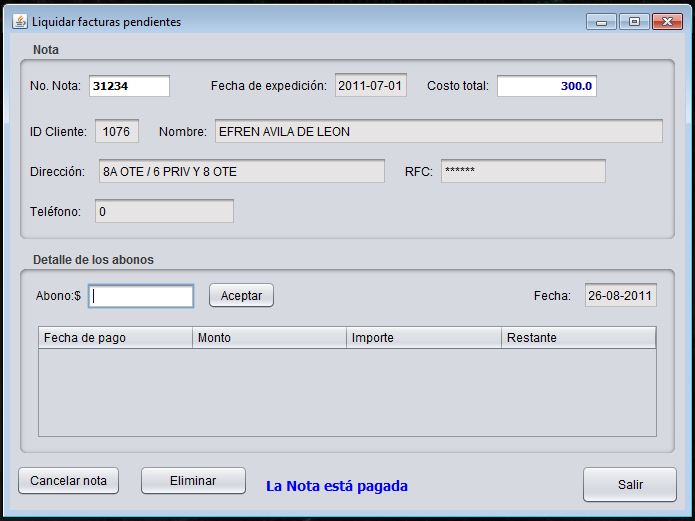 Liquidar facturas pendientes
Nota
No. Nota: 31234 Fecha de expedición: 2011-07-01 Costo total: 300.0
ID Cliente: 1076 Nombre: EFREN AVILA DE LEON
Dirección: 8A OTE / 6 PRIV Y 8 OTE RFC: ******
Teléfono: 0
Detalle de los abonos
Abono:$ Aceptar Fecha: 26-08-2011
Fecha de pago Monto Importe Restante
Cancelar nota Eliminar La Nota está pagada Salir